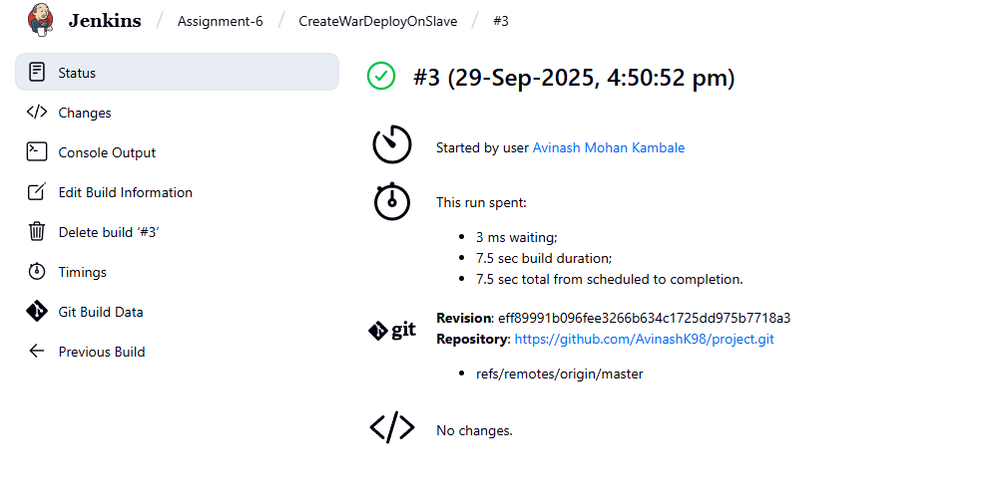 Jenkins / Assignment-6 / CreateWarDeployOnSlave / #3
Status
Changes
Console Output
Edit Build Information
Delete build ‘#3’
Timings
Git Build Data
Previous Build
#3 (29-Sep-2025, 4:50:52 pm)
Started by user Avinash Mohan Kambale
This run spent:
• 3 ms waiting;
• 7.5 sec build duration;
• 7.5 sec total from scheduled to completion.
git
Revision: eff89991b096fee3266b634c1725dd975b7718a3
Repository: https://github.com/AvinashK98/project.git
• refs/remotes/origin/master
No changes.